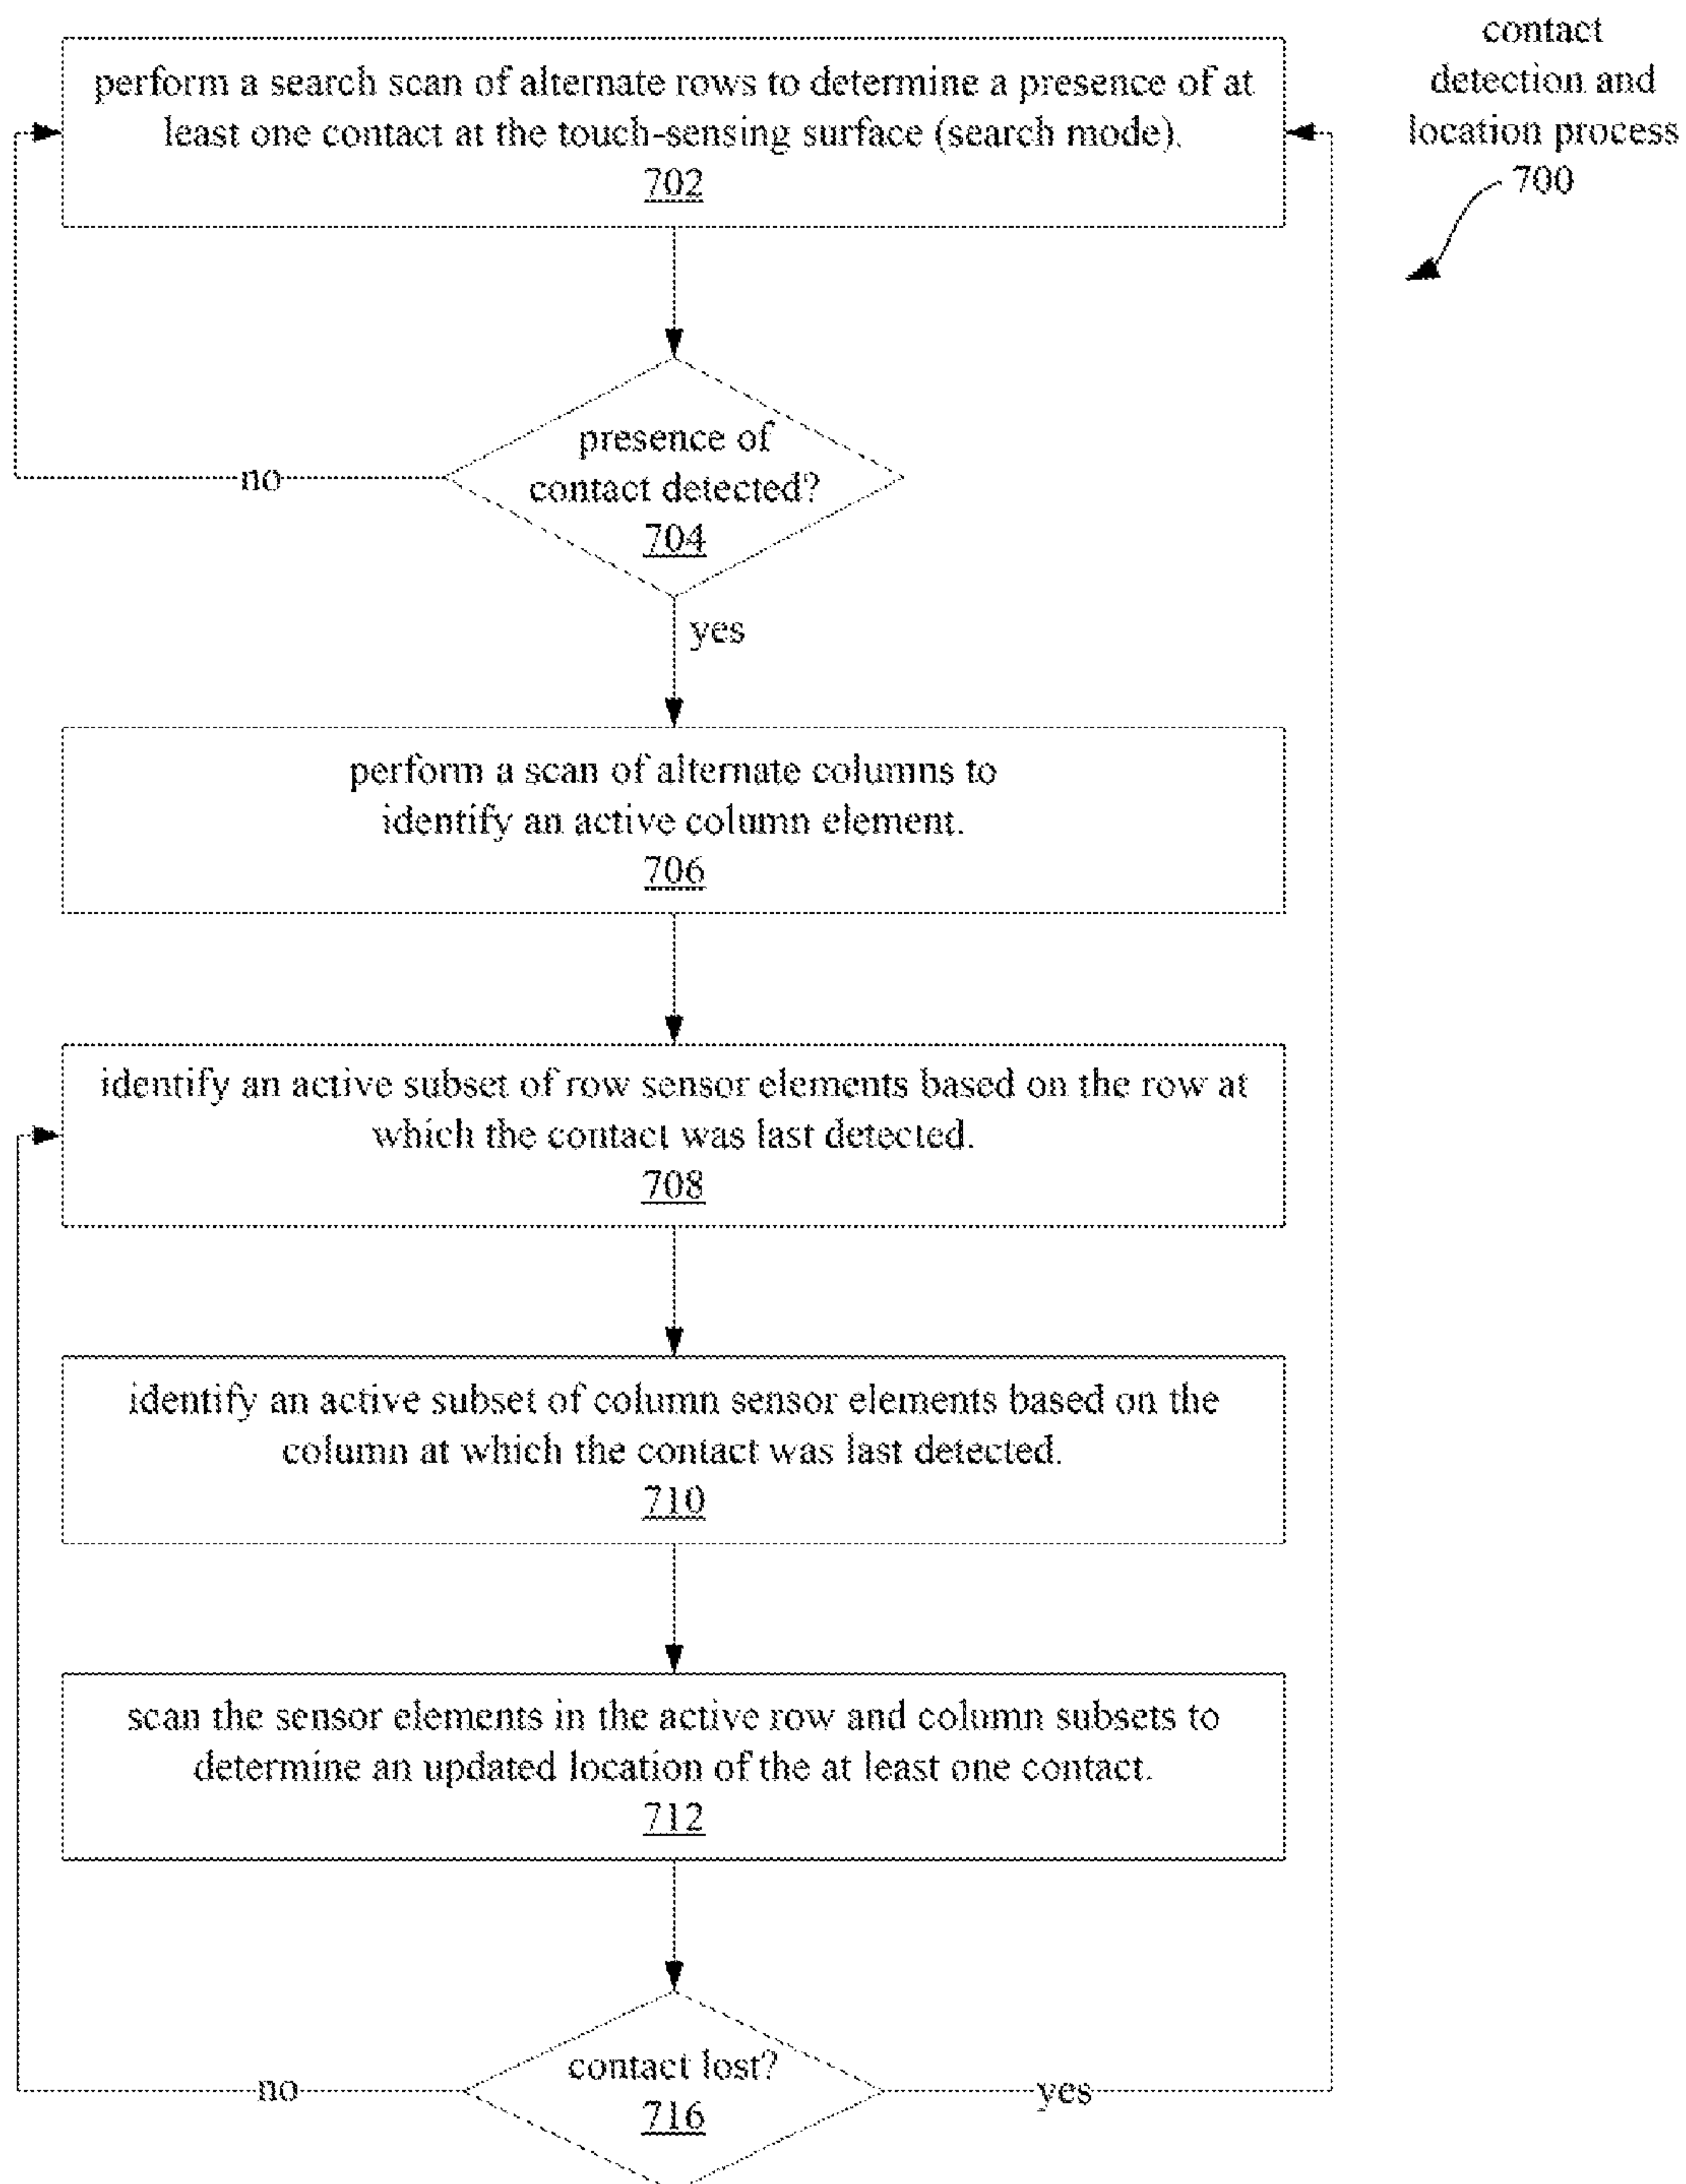 contact
detection and
location process
700
perform a search scan of alternate rows to determine a presence of at
least one contact at the touch-sensing surface (search mode).
702
presence of
contact detected?
704
no
yes
perform a scan of alternate columns to
identify an active column element.
706
identify an active subset of row sensor elements based on the row at
which the contact was last detected.
708
identify an active subset of column sensor elements based on the
column at which the contact was last detected.
710
scan the sensor elements in the active row and column subsets to
determine an updated location of the at least one contact.
712
contact lost?
716
no
yes